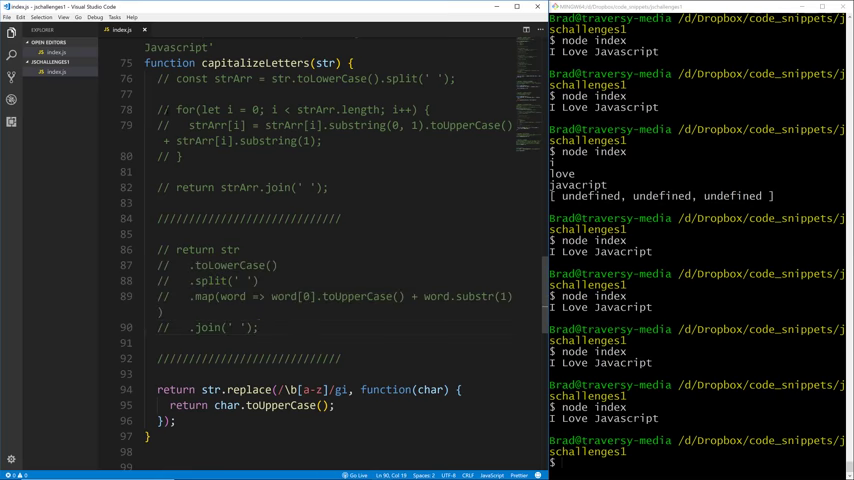 index.js - jschallenges1 - Visual Studio Code
File Edit Selection View Go Debug Tasks Help
EXPLORER
OPEN EDITORS
index.js
JSCHALLENGES1
index.js
index.js
Javascript'
75 function capitalizeLetters(str) {
76 // const strArr = str.toLowerCase().split(' ');
77
78 // for(let i = 0; i < strArr.length; i++) {
79 //   strArr[i] = strArr[i].substring(0, 1).toUpperCase()
+ strArr[i].substring(1);
80 // }
81
82 // return strArr.join(' ');
83
84 /////////////////////////////
85
86 // return str
87 //   .toLowerCase()
88 //   .split(' ')
89 //   .map(word => word[0].toUpperCase() + word.substr(1)
)
90 //   .join(' ');
91
92 /////////////////////////////
93
94 return str.replace(/\b[a-z]/gi, function(char) {
95 return char.toUpperCase();
96 });
97 }
98
99
0 0
Go Live Ln 90, Col 19 Spaces: 2 UTF-8 CRLF JavaScript Prettier
MINGW64:/d/Dropbox/code_snippets/jschallenges1
Brad@traversy-media /d/Dropbox/code_snippets/j
schallenges1
$ node index
I Love Javascript
Brad@traversy-media /d/Dropbox/code_snippets/j
schallenges1
$ node index
I Love Javascript
Brad@traversy-media /d/Dropbox/code_snippets/j
schallenges1
$ node index
i
love
javacript
[ undefined, undefined, undefined ]
Brad@traversy-media /d/Dropbox/code_snippets/j
schallenges1
$ node index
I Love Javacript
Brad@traversy-media /d/Dropbox/code_snippets/j
schallenges1
$ node index
I Love Javacript
Brad@traversy-media /d/Dropbox/code_snippets/j
schallenges1
$ node index
I Love Javacript
Brad@traversy-media /d/Dropbox/code_snippets/j
schallenges1
$ node index
I Love Javascript
Brad@traversy-media /d/Dropbox/code_snippets/j
schallenges1
$